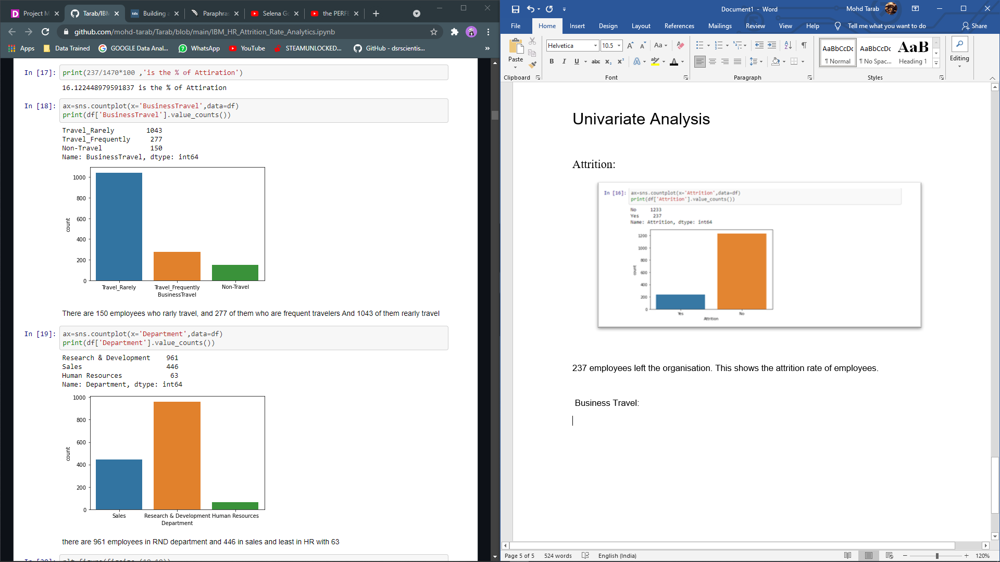 Project M
Tarab/IBM
Building a
Paraphras
Selena Go
the PERFE
github.com/mohd-tarab/Tarab/blob/main/IBM_HR_Attrition_Rate_Analytics.ipynb
Apps
Data Trained
GOOGLE Data Anal...
WhatsApp
YouTube
STEAMUNLOCKED...
GitHub - dsrscientis...
»
In [17]: print(237/1470*100 ,'is the % of Attiration')
16.122448979591837 is the % of Attiration
In [18]: ax=sns.countplot(x='BusinessTravel',data=df)
print(df['BusinessTravel'].value_counts())
Travel_Rarely 1043
Travel_Frequently 277
Non-Travel 150
Name: BusinessTravel, dtype: int64
1000
800
600
400
200
0
count
Travel_Rarely Travel_Frequently Non-Travel
BusinessTravel
There are 150 employees who rarly travel, and 277 of them who are frequent travelers And 1043 of them rearly travel
In [19]: ax=sns.countplot(x='Department',data=df)
print(df['Department'].value_counts())
Research & Development 961
Sales 446
Human Resources 63
Name: Department, dtype: int64
1000
800
600
400
200
0
count
Sales Research & Development Human Resources
Department
there are 961 employees in RND department and 446 in sales and least in HR with 63
Document1 - Word
Mohd Tarab
File Home Insert Design Layout References Mailings Review View Help Tell me what you want to do Share
Paste
Clipboard
Helvetica 10.5
Font
Paragraph
AaBbCcDc AaBbCcDc AaB
¶ Normal ¶ No Spac... Heading 1
Styles
Editing
Univariate Analysis
Attrition:
In [16]: ax=sns.countplot(x='Attrition',data=df)
print(df['Attrition'].value_counts())
No 1233
Yes 237
Name: Attrition, dtype: int64
1200
1000
800
600
400
200
0
count
Yes No
Attrition
237 employees left the organisation. This shows the attrition rate of employees.
Business Travel:
Page 5 of 5 524 words English (India) 120%